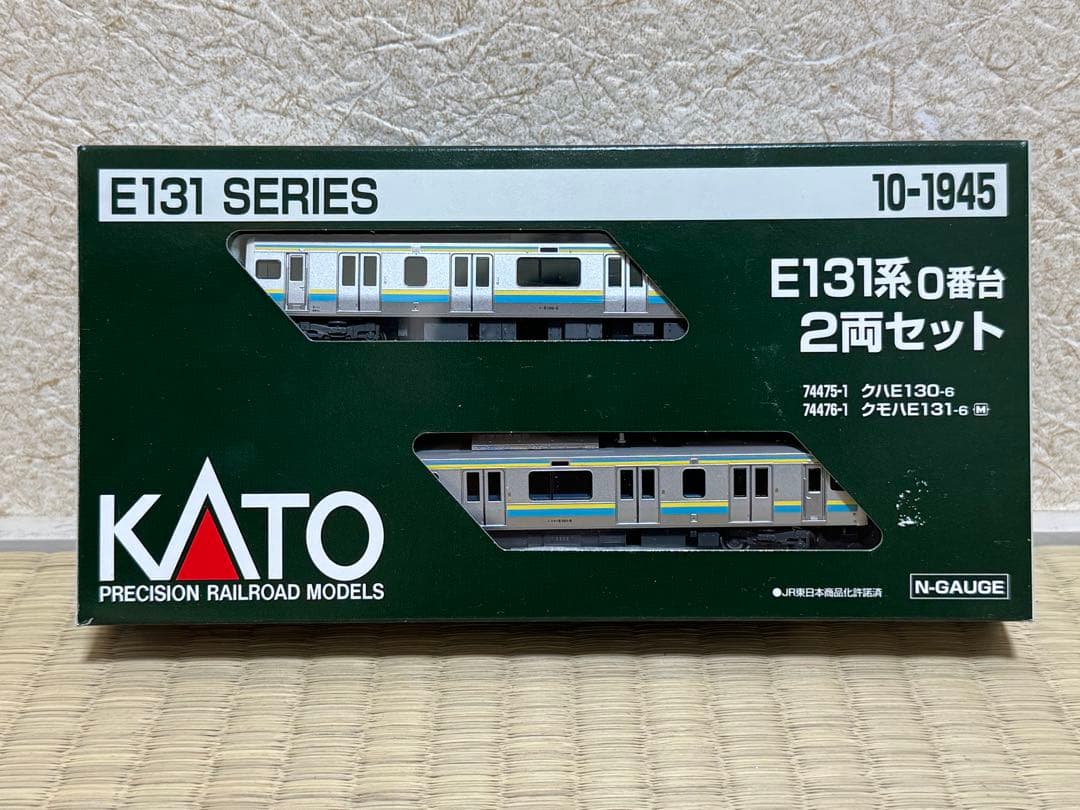 E131 SERIES
10-1945
E131系0番台
2両セット
74475-1 クハE130-6
74476-1 クモハE131-6 M
KATO
PRECISION RAILROAD MODELS
●JR東日本商品化許諾済
N-GAUGE